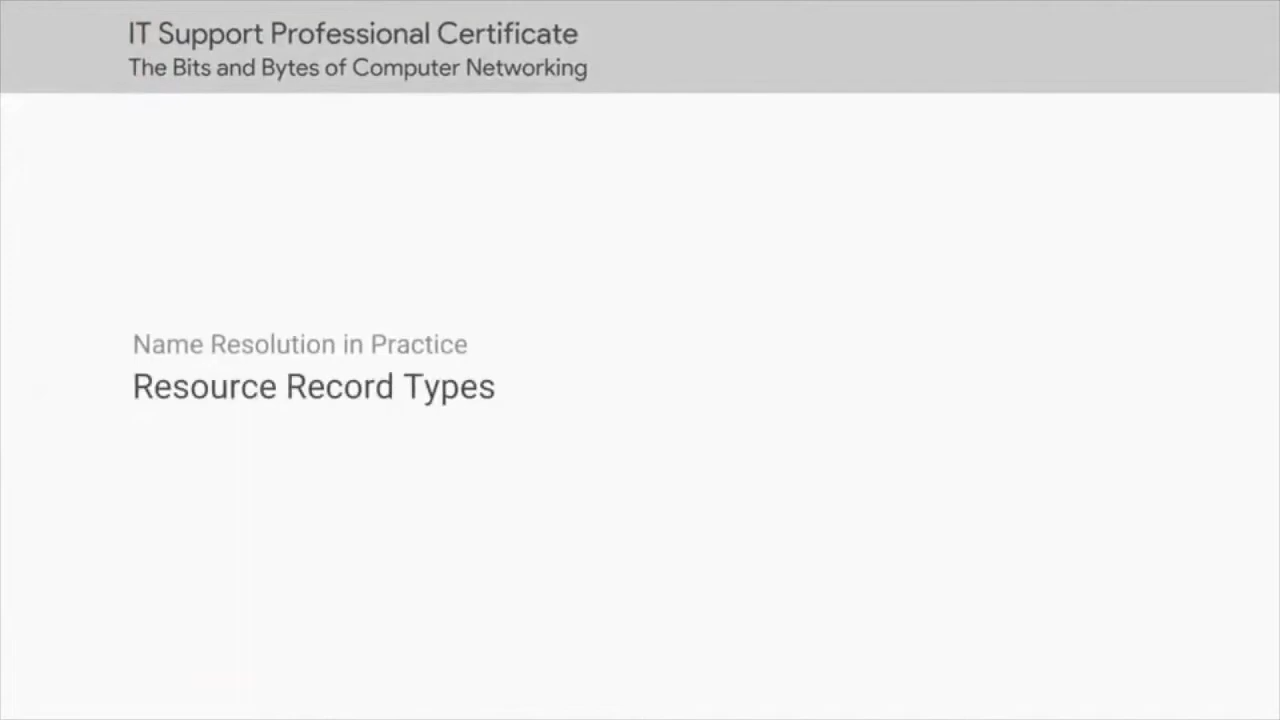 IT Support Professional Certificate
The Bits and Bytes of Computer Networking
Name Resolution in Practice
Resource Record Types